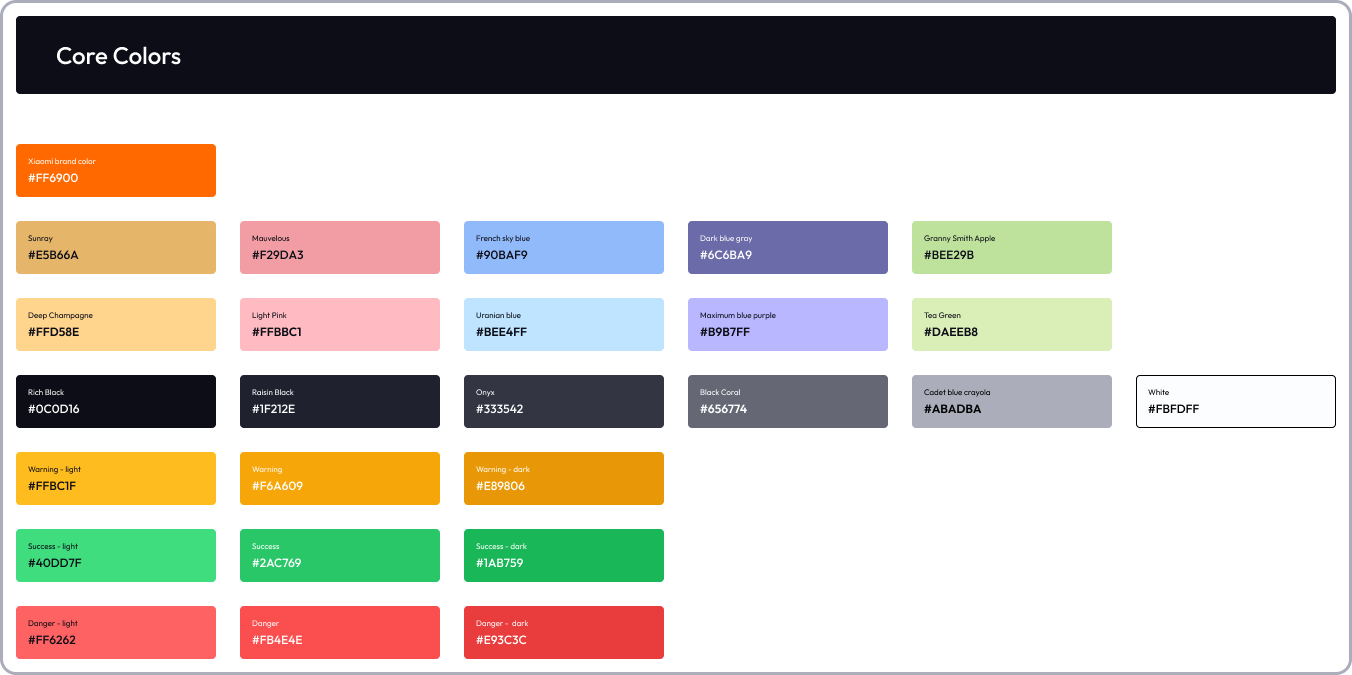 Core Colors
Xiaomi brand color
#FF6900
Sunray
#E5B66A
Mauvelous
#F29DA3
French sky blue
#90BAF9
Dark blue gray
#6C6BA9
Granny Smith Apple
#BEE29B
Deep Champagne
#FFD58E
Light Pink
#FFBBC1
Uranian blue
#BEE4FF
Maximum blue purple
#B9B7FF
Tea Green
#DAEEB8
Rich Black
#0C0D16
Raisin Black
#1F212E
Onyx
#333542
Black Coral
#656774
Cadet blue crayola
#ABADBA
White
#FBFDFF
Warning - light
#FFBC1F
Warning
#F6A609
Warning - dark
#E89806
Success - light
#40DD7F
Success
#2AC769
Success - dark
#1AB759
Danger - light
#FF6262
Danger
#FB4E4E
Danger - dark
#E93C3C